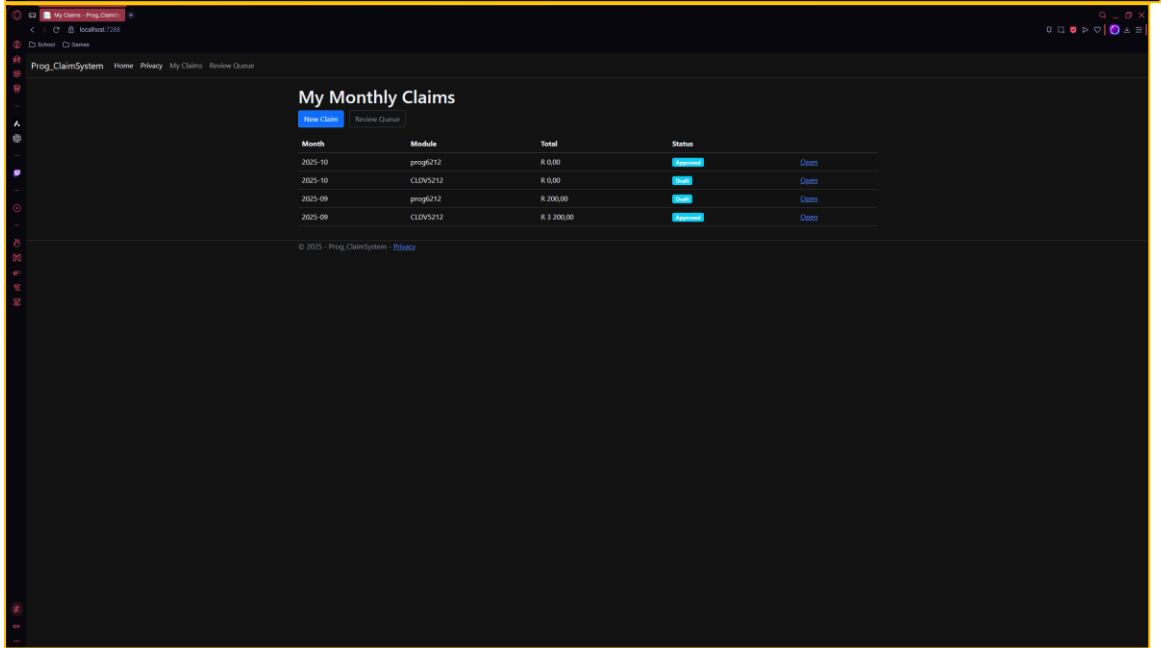 My Claims - Prog_ClaimS
localhost:7288
School Games
Prog_ClaimSystem Home Privacy My Claims Review Queue
My Monthly Claims
New Claim Review Queue
Month Module Total Status
2025-10 prog6212 R 0,00 Approved Open
2025-10 CLDV5212 R 0,00 Draft Open
2025-09 prog6212 R 200,00 Draft Open
2025-09 CLDV5212 R 3 200,00 Approved Open
© 2025 - Prog_ClaimSystem - Privacy